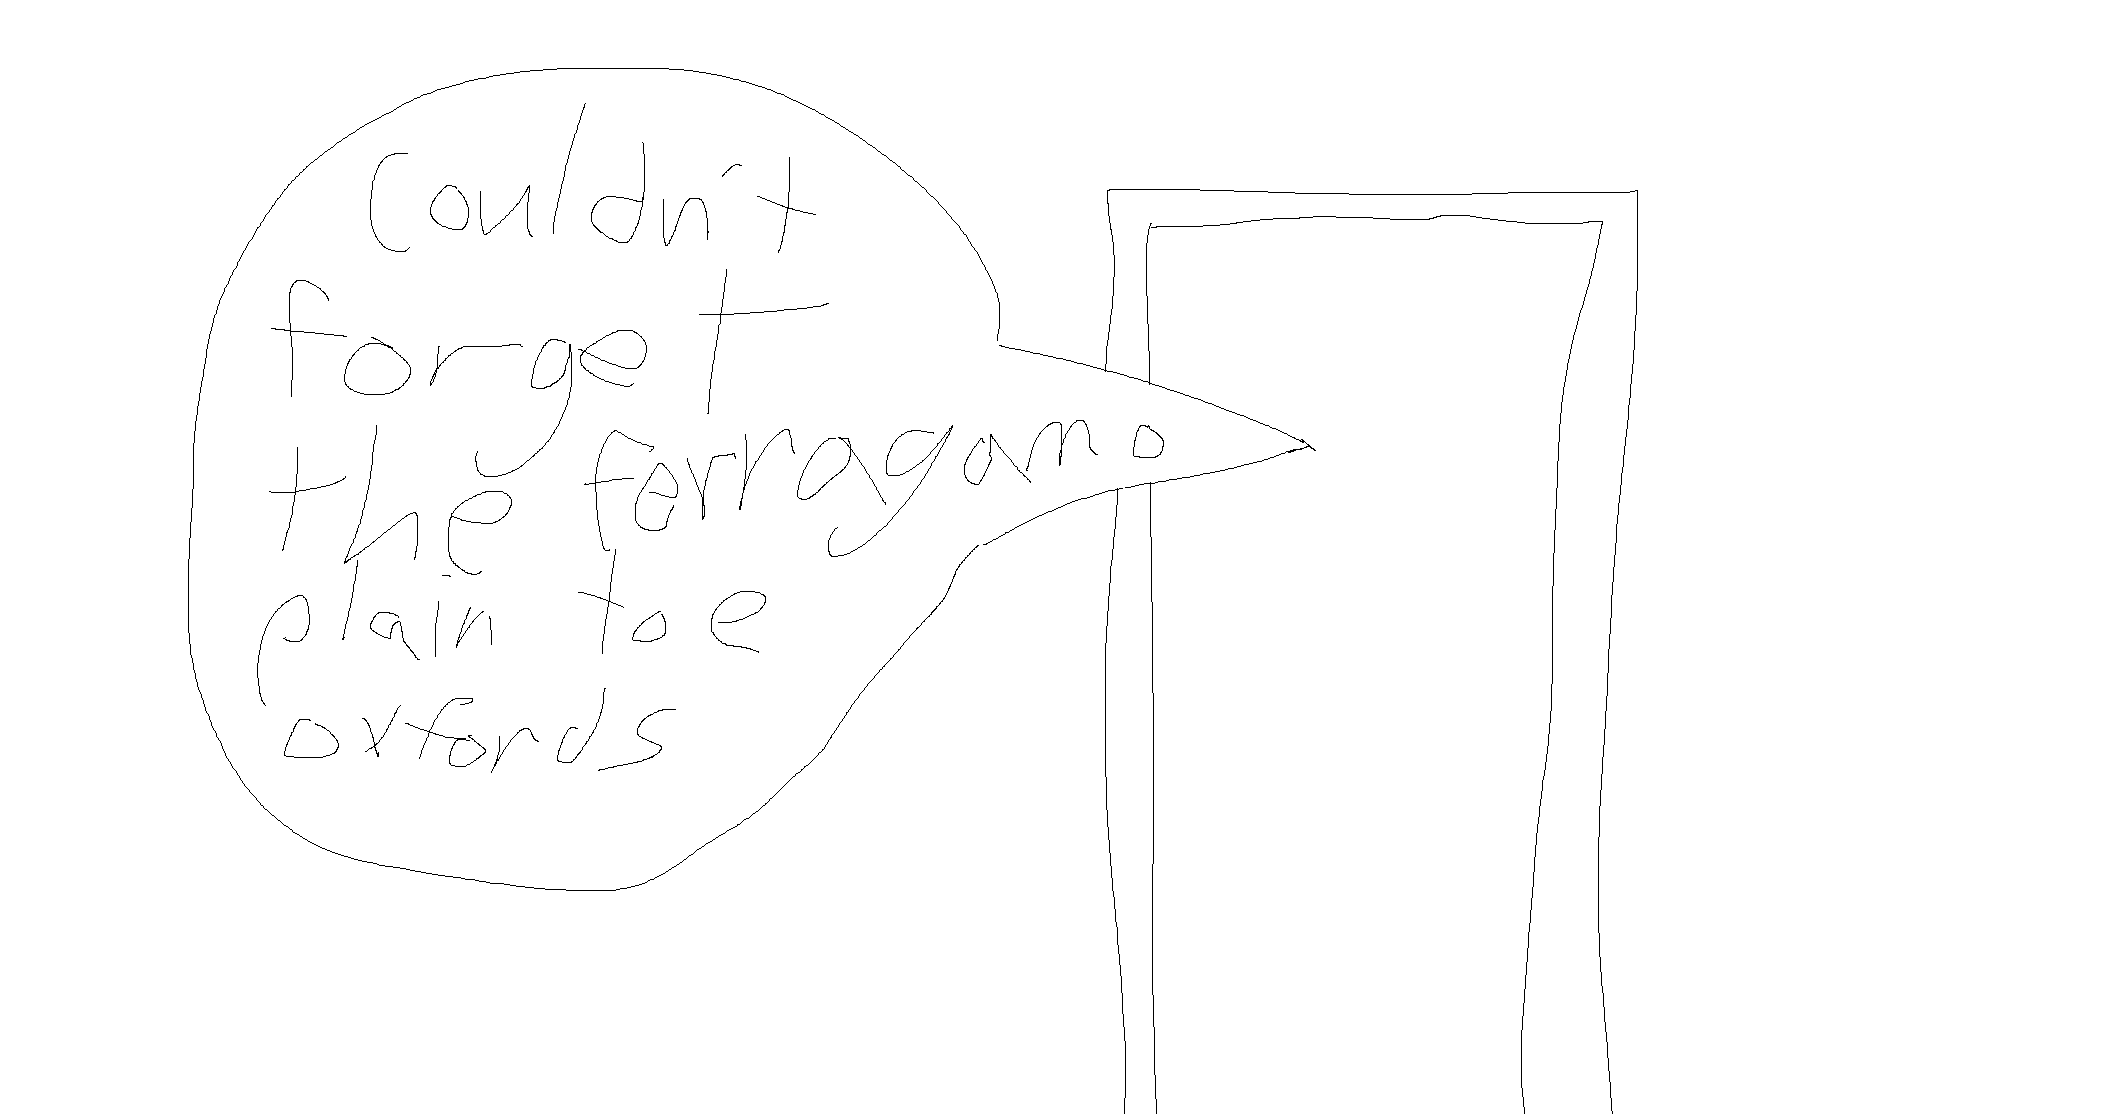 Couldn't
forget
the ferragamo
plain toe
oxfords